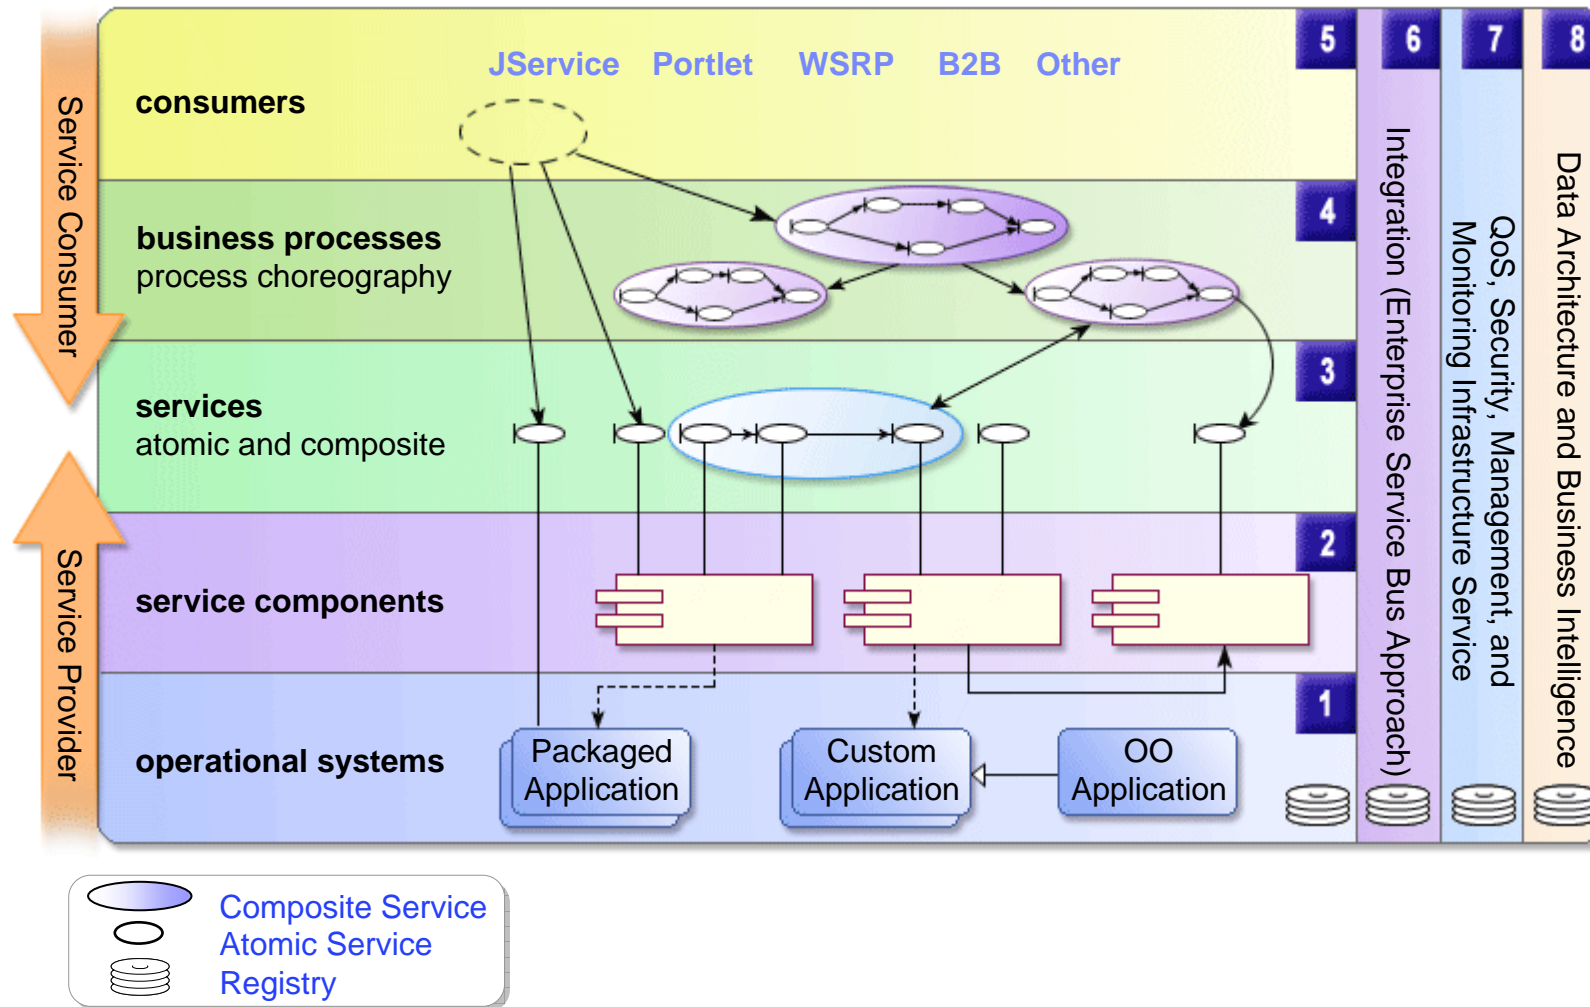 JService Portlet WSRP B2B Other
consumers
business processes
process choreography
services
atomic and composite
service components
operational systems
Packaged
Application
Custom
Application
OO
Application
Service Consumer
Service Provider
5
4
3
2
1
6
Integration (Enterprise Service Bus Approach)
7
QoS, Security, Management, and
Monitoring Infrastructure Service
8
Data Architecture and Business Intelligence
Composite Service
Atomic Service
Registry